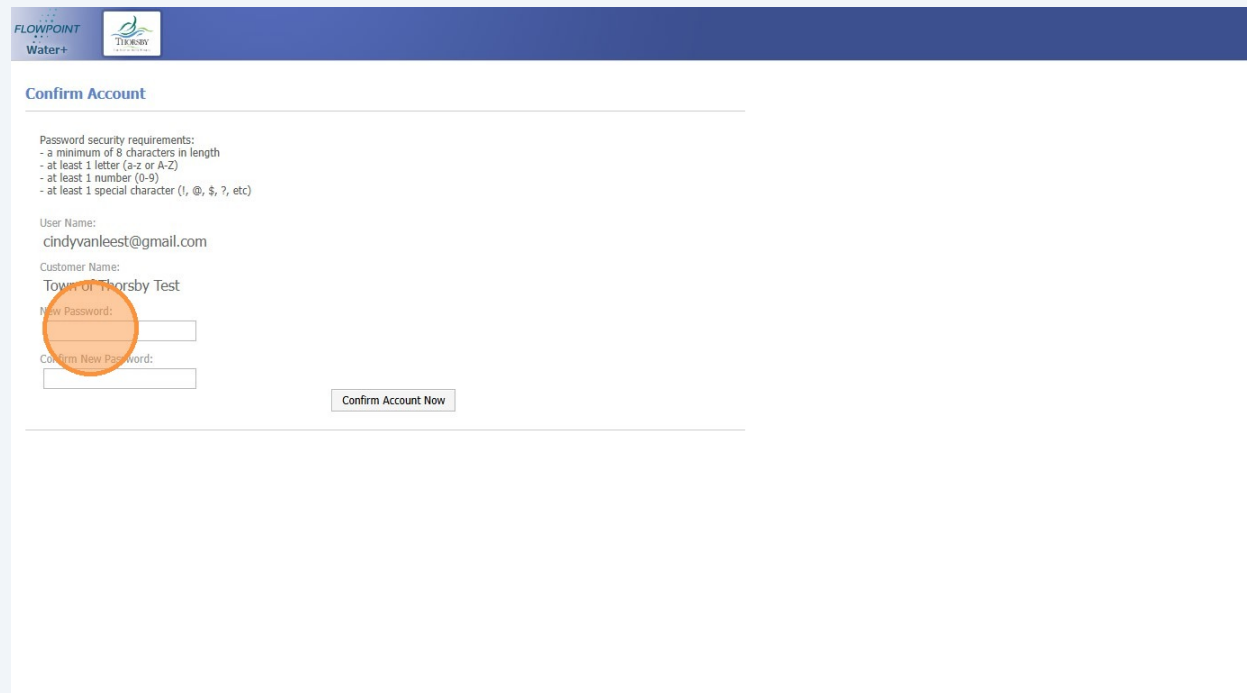 FLOWPOINT
Water+
THORSBY
Confirm Account
Password security requirements:
- a minimum of 8 characters in length
- at least 1 letter (a-z or A-Z)
- at least 1 number (0-9)
- at least 1 special character (!, @, $, ?, etc)
User Name:
cindyvanleest@gmail.com
Customer Name:
Town of Thorsby Test
New Password:
Confirm New Password:
Confirm Account Now